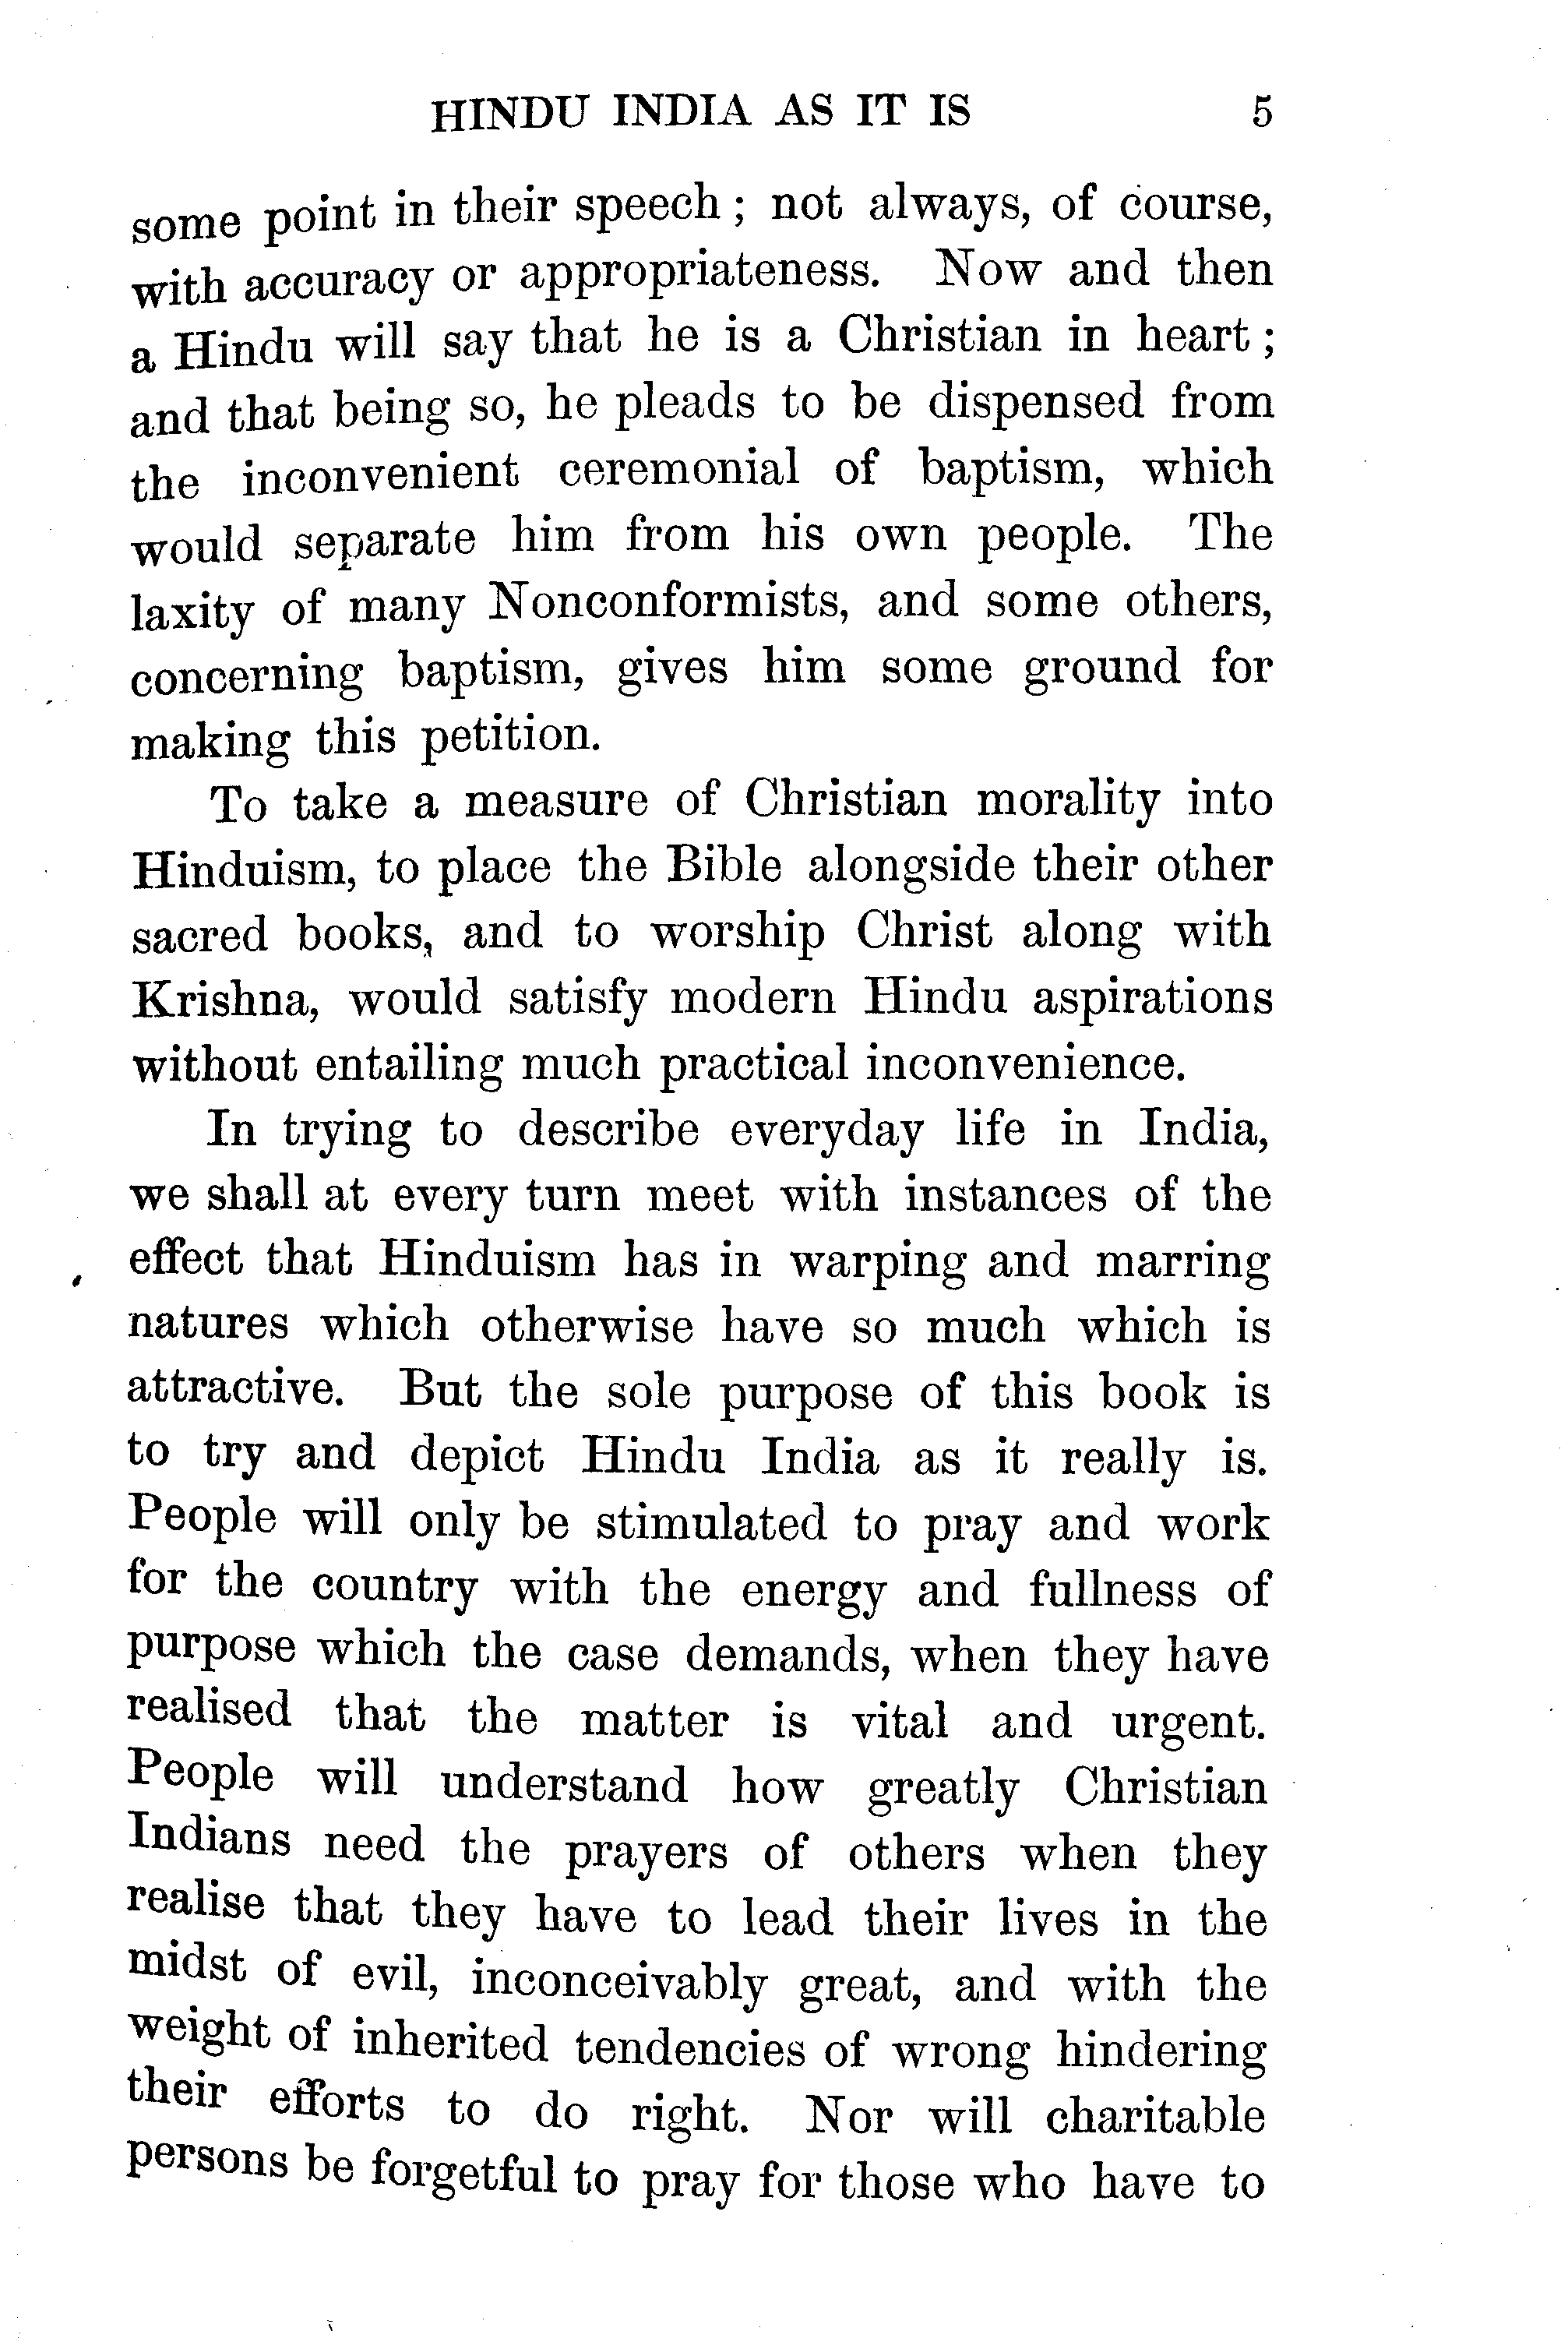 HINDU INDIA AS IT IS 5
some point in their speech ; not always, of course,
with accuracy or appropriateness. Now and then
a Hindu will say that he is a Christian in heart ;
and that being so, he pleads to be dispensed from
the inconvenient ceremonial of baptism, which
would separate him from his own people. The
laxity of many Nonconformists, and some others,
concerning baptism, gives him some ground for
making this petition.
To take a measure of Christian morality into
Hinduism, to place the Bible alongside their other
sacred books, and to worship Christ along with
Krishna, would satisfy modern Hindu aspirations
without entailing much practical inconvenience.
In trying to describe everyday life in India,
we shall at every turn meet with instances of the
effect that Hinduism has in warping and marring
natures which otherwise have so much which is
attractive. But the sole purpose of this book is
to try and depict Hindu India as it really is.
People will only be stimulated to pray and work
for the country with the energy and fullness of
purpose which the case demands, when they have
realised that the matter is vital and urgent.
People will understand how greatly Christian
Indians need the prayers of others when they
realise that they have to lead their lives in the
midst of evil, inconceivably great, and with the
weight of inherited tendencies of wrong hindering
their efforts to do right. Nor will charitable
persons be forgetful to pray for those who have to